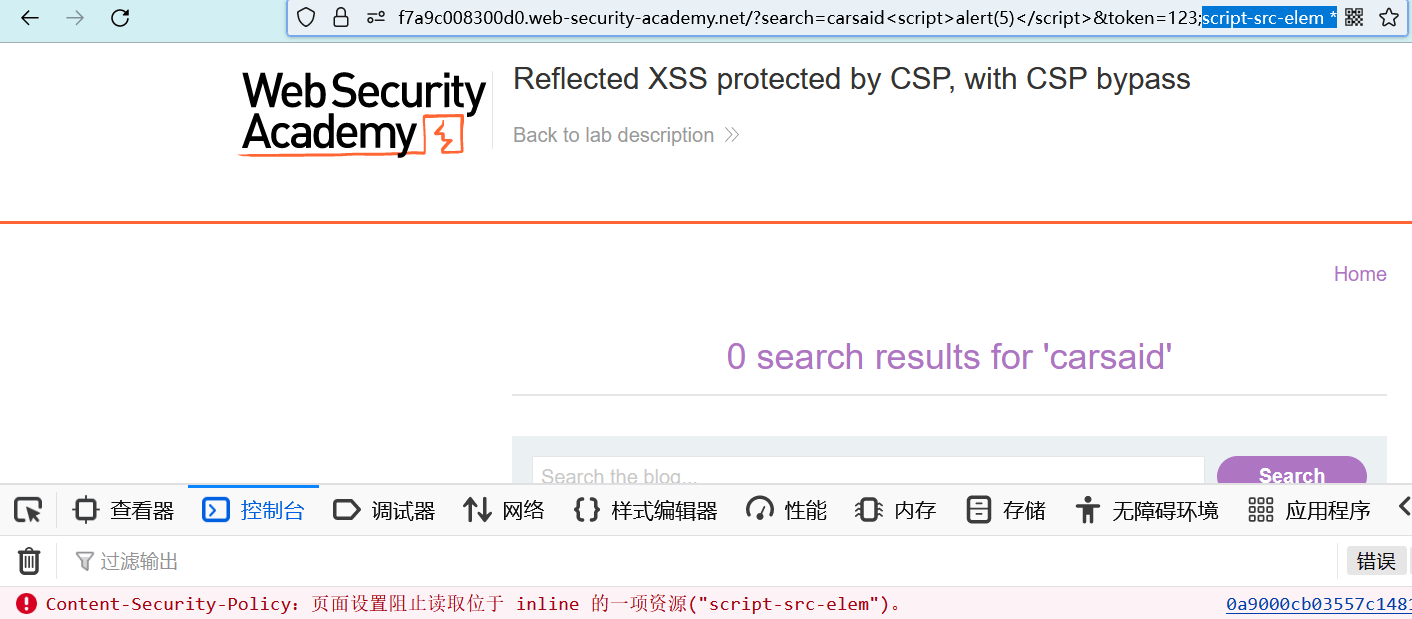 f7a9c008300d0.web-security-academy.net/?search=carsaid<script>alert(5)</script>&token=123;script-src-elem *
Web Security
Academy
Reflected XSS protected by CSP, with CSP bypass
Back to lab description
Home
0 search results for 'carsaid'
Search the blog...
Search
查看器 控制台 调试器 网络 样式编辑器 性能 内存 存储 无障碍环境 应用程序
过滤输出
错误
Content-Security-Policy：页面设置阻止读取位于 inline 的一项资源("script-src-elem")。 0a9000cb03557c1481